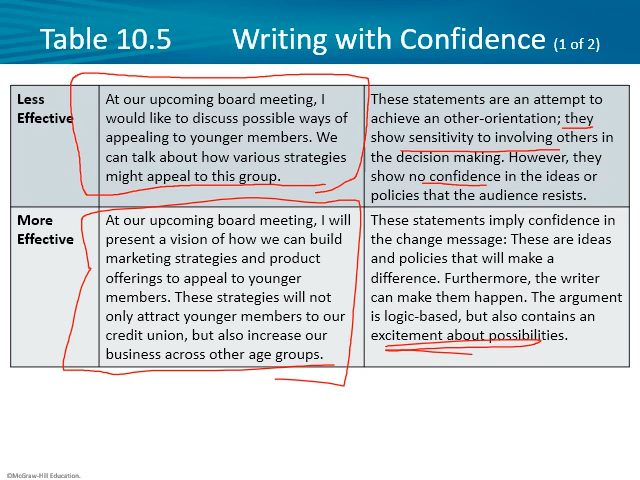 Table 10.5 Writing with Confidence (1 of 2)
Less
Effective
At our upcoming board meeting, I
would like to discuss possible ways of
appealing to younger members. We
can talk about how various strategies
might appeal to this group.
These statements are an attempt to
achieve an other-orientation; they
show sensitivity to involving others in
the decision making. However, they
show no confidence in the ideas or
policies that the audience resists.
More
Effective
At our upcoming board meeting, I will
present a vision of how we can build
marketing strategies and product
offerings to appeal to younger
members. These strategies will not
only attract younger members to our
credit union, but also increase our
business across other age groups.
These statements imply confidence in
the change message: These are ideas
and policies that will make a
difference. Furthermore, the writer
can make them happen. The argument
is logic-based, but also contains an
excitement about possibilities.
©McGraw-Hill Education.